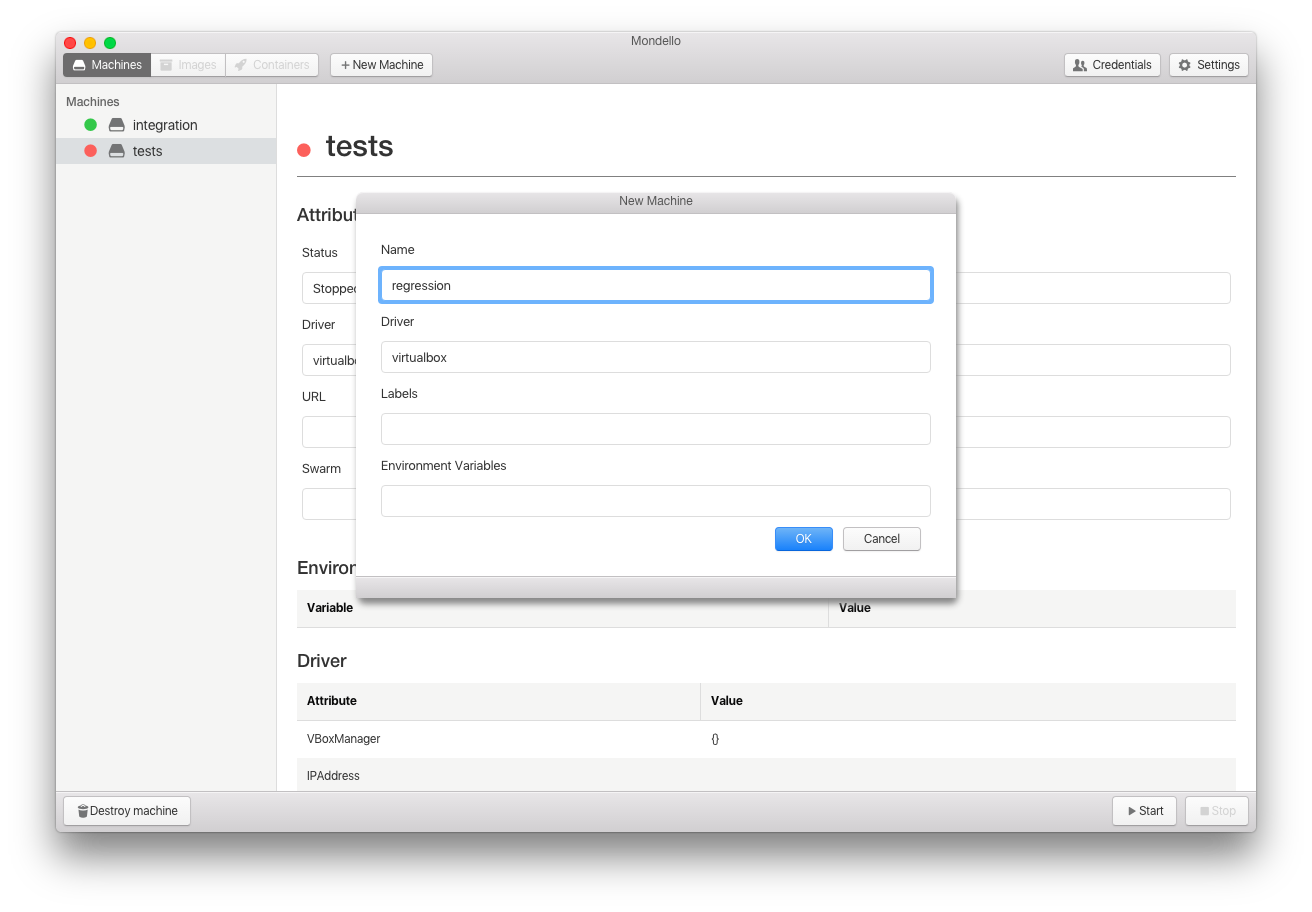 Mondello
Machines Images Containers + New Machine Credentials Settings
Machines
integration
tests
tests
New Machine
Attribut
Status
Stopped
Driver
virtualbo
URL
Swarm
Name
regression
Driver
virtualbox
Labels
Environment Variables
OK Cancel
Environ
Variable Value
Driver
Attribute Value
VBoxManager {}
IPAddress
Destroy machine Start Stop